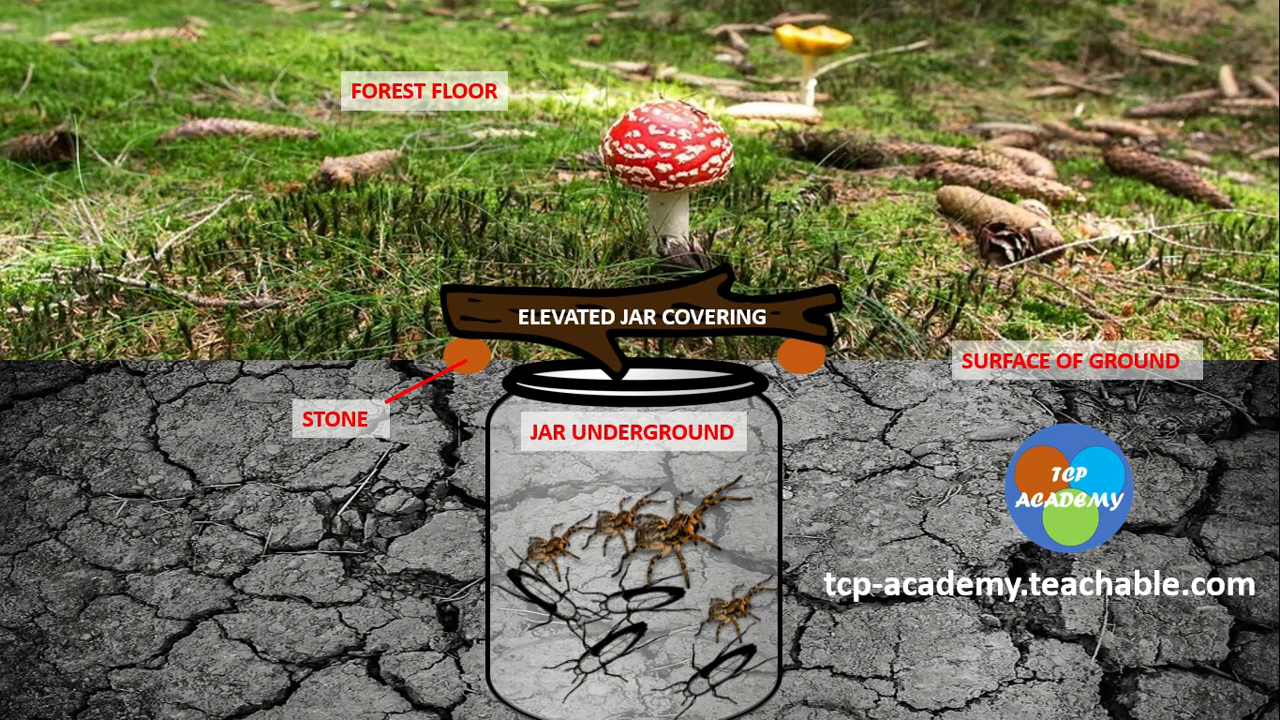 FOREST FLOOR
ELEVATED JAR COVERING
SURFACE OF GROUND
STONE
JAR UNDERGROUND
TCP
ACADEMY
tcp-academy.teachable.com